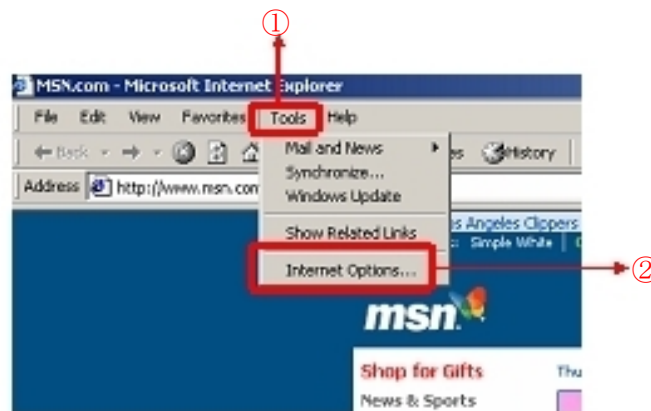 ①
MSN.com - Microsoft Internet Explorer
File Edit View Favorites Tools Help
Back History
Mail and News
Synchronize...
Address http://www.msn.com
Windows Update
Show Related Links
s Angeles Clippers
Simple White
Internet Options...
②
msn
Shop for Gifts Thu
News & Sports